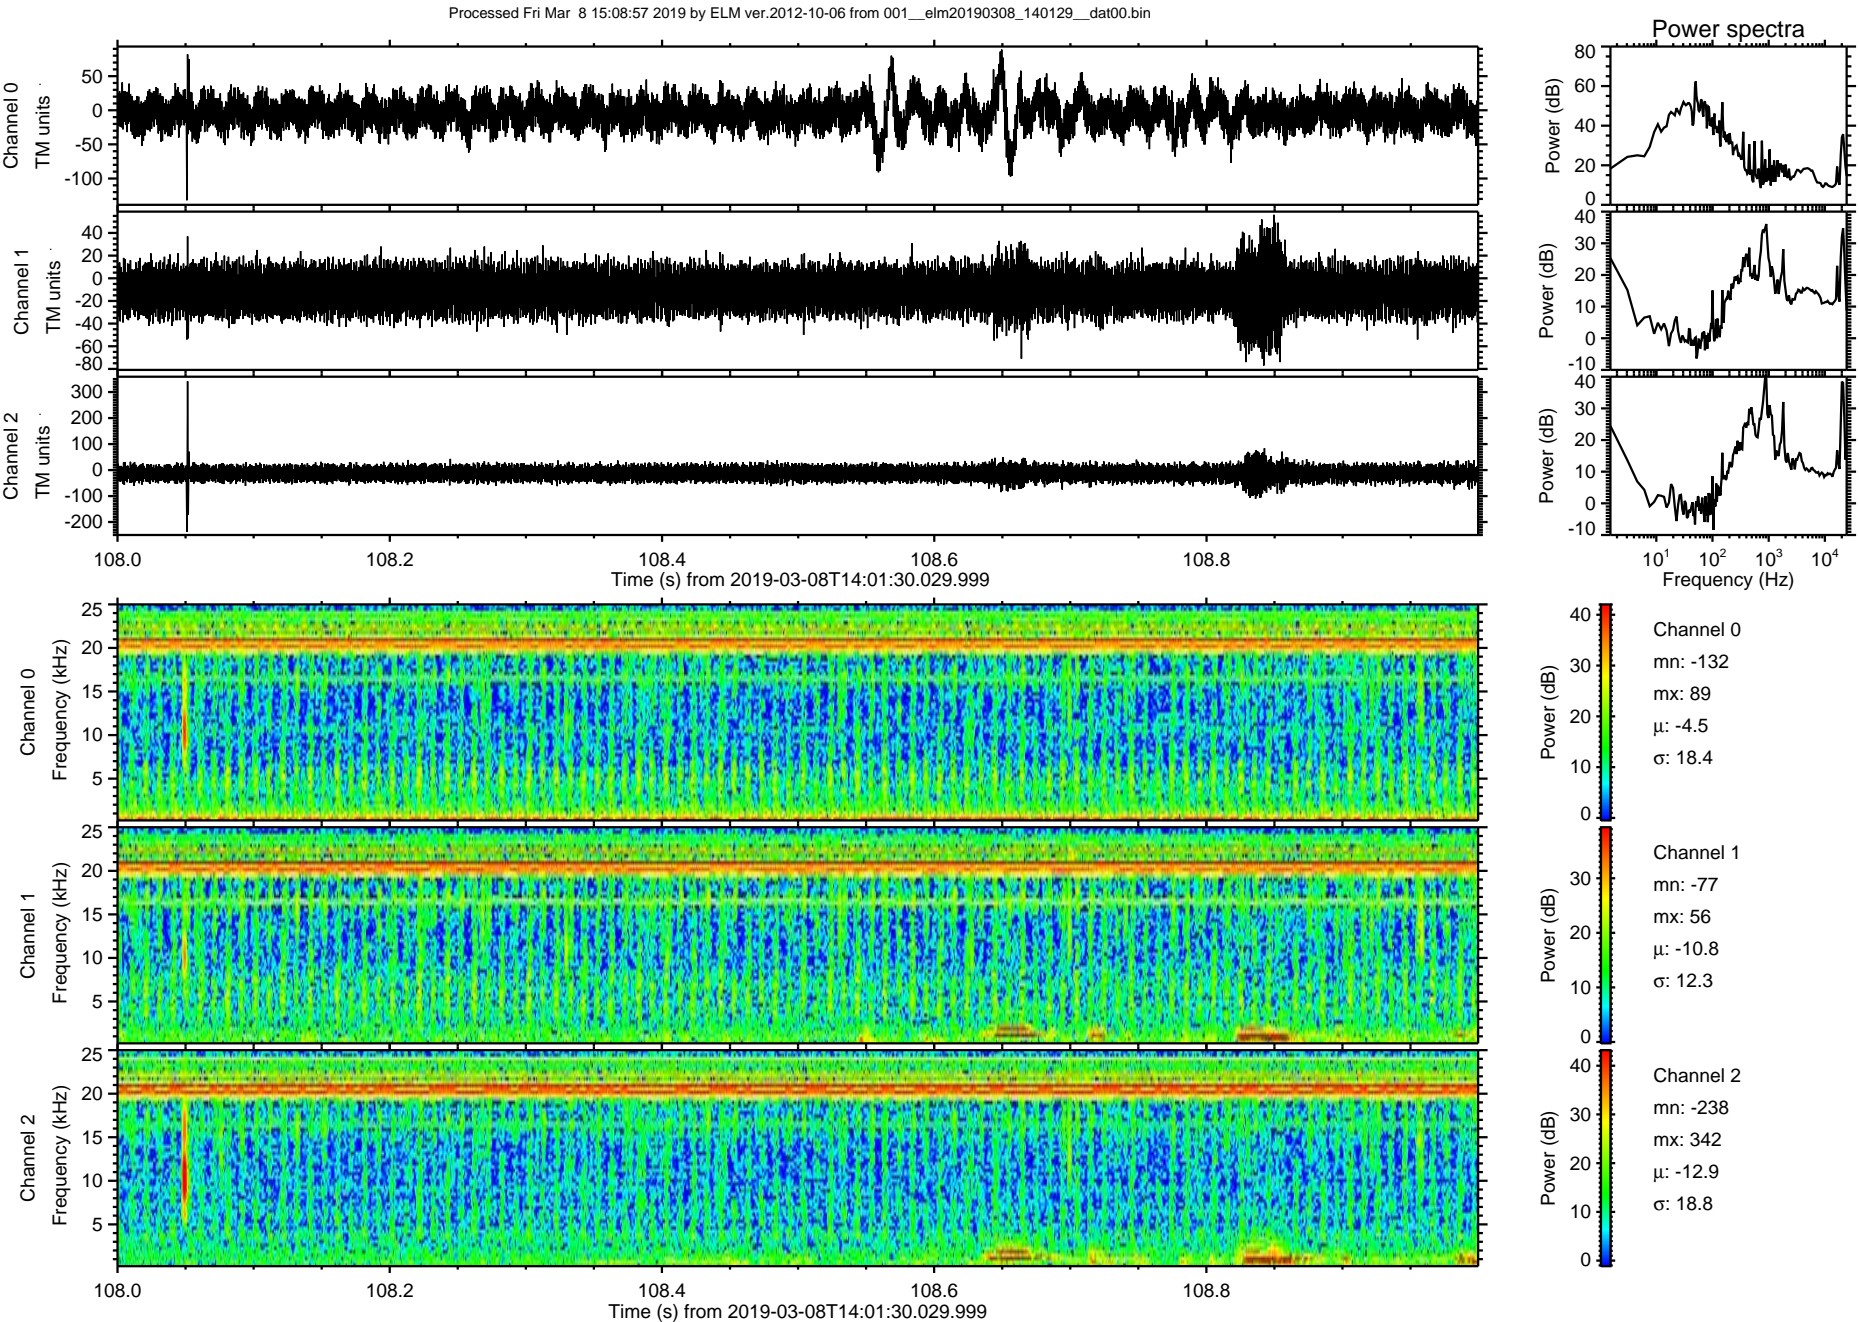 Processed Fri Mar  8 15:08:57 2019 by ELM ver.2012-10-06 from 001__elm20190308_140129__dat00.bin
Power spectra
Channel 0
TM units
50
0
-50
-100
Power (dB)
80
60
40
20
0
Channel 1
TM units
40
20
0
-20
-40
-60
-80
Power (dB)
40
30
20
10
0
-10
Channel 2
TM units
300
200
100
0
-100
-200
Power (dB)
40
30
20
10
0
-10
108.0 108.2 108.4 108.6 108.8
Time (s) from 2019-03-08T14:01:30.029.999
10^1 10^2 10^3 10^4
Frequency (Hz)
Channel 0
Frequency (kHz)
25
20
15
10
5
Power (dB)
40
30
20
10
0
Channel 0
mn: -132
mx: 89
μ: -4.5
σ: 18.4
Channel 1
Frequency (kHz)
25
20
15
10
5
Power (dB)
30
20
10
0
Channel 1
mn: -77
mx: 56
μ: -10.8
σ: 12.3
Channel 2
Frequency (kHz)
25
20
15
10
5
Power (dB)
40
30
20
10
0
Channel 2
mn: -238
mx: 342
μ: -12.9
σ: 18.8
108.0 108.2 108.4 108.6 108.8
Time (s) from 2019-03-08T14:01:30.029.999